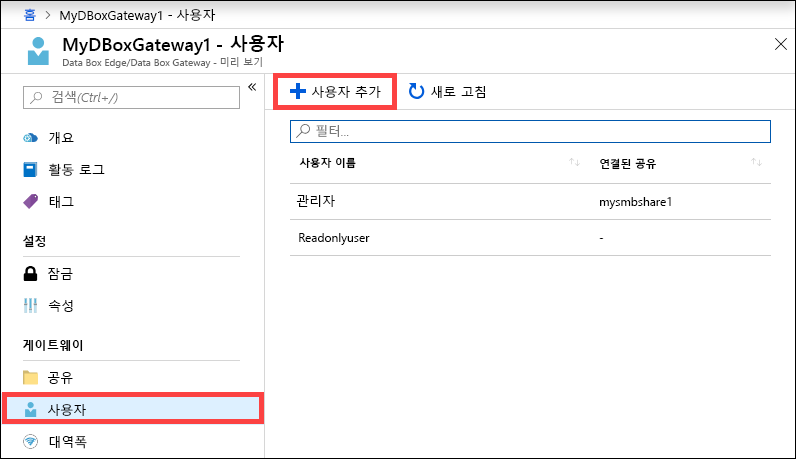 홈 > MyDBoxGateway1 - 사용자
MyDBoxGateway1 - 사용자
Data Box Edge/Data Box Gateway - 미리 보기
검색(Ctrl+/)
«
개요
활동 로그
태그
설정
잠금
속성
게이트웨이
공유
사용자
대역폭
사용자 추가
새로 고침
필터...
사용자 이름 연결된 공유
관리자 mysmbshare1
Readonlyuser -